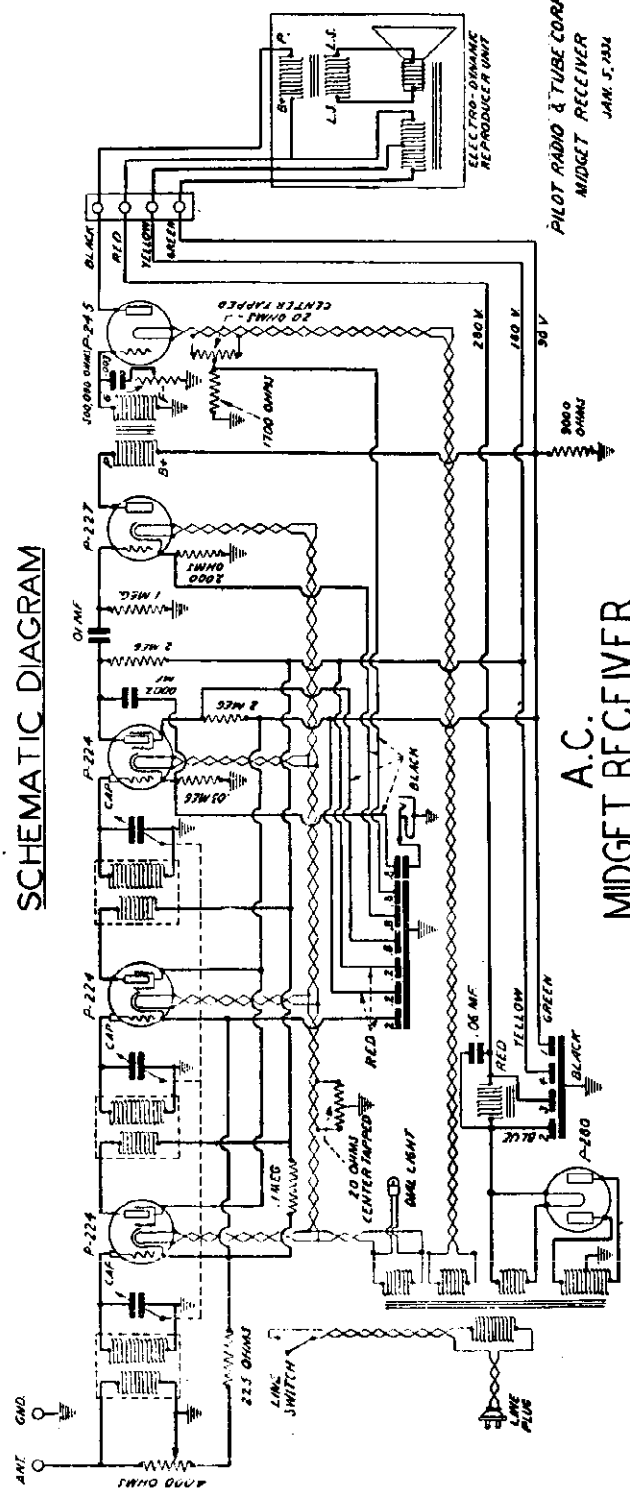 SCHEMATIC DIAGRAM
ANT.
GND.
4000 OHMS
P-224
CAP
P-224
CAP
P-224
CAP
.0002
MF
.01 MF
2 MEG
1 MEG.
P-227
2000
OHMS
P
B+
G
500,000 OHMS
.003
P-245
20 OHMS
CENTER TAPPED
1700 OHMS
BLACK
RED
YELLOW
GREEN
P.
B+
L.S.
L.S.
ELECTRO-DYNAMIC
REPRODUCER UNIT
225 OHMS
.1 MEG
.05 MEG
2 MEG
20 OHMS
CENTER TAPPED
RED
BLACK
LINE
SWITCH
DIAL LIGHT
LINE
PLUG
P-280
BLUE
RED
.06 MF.
YELLOW
GREEN
BLACK
280 V.
180 V.
90 V
9000
OHMS
A.C.
MIDGET RECEIVER
PILOT RADIO & TUBE CORP.
MIDGET RECEIVER
JAN. 5,